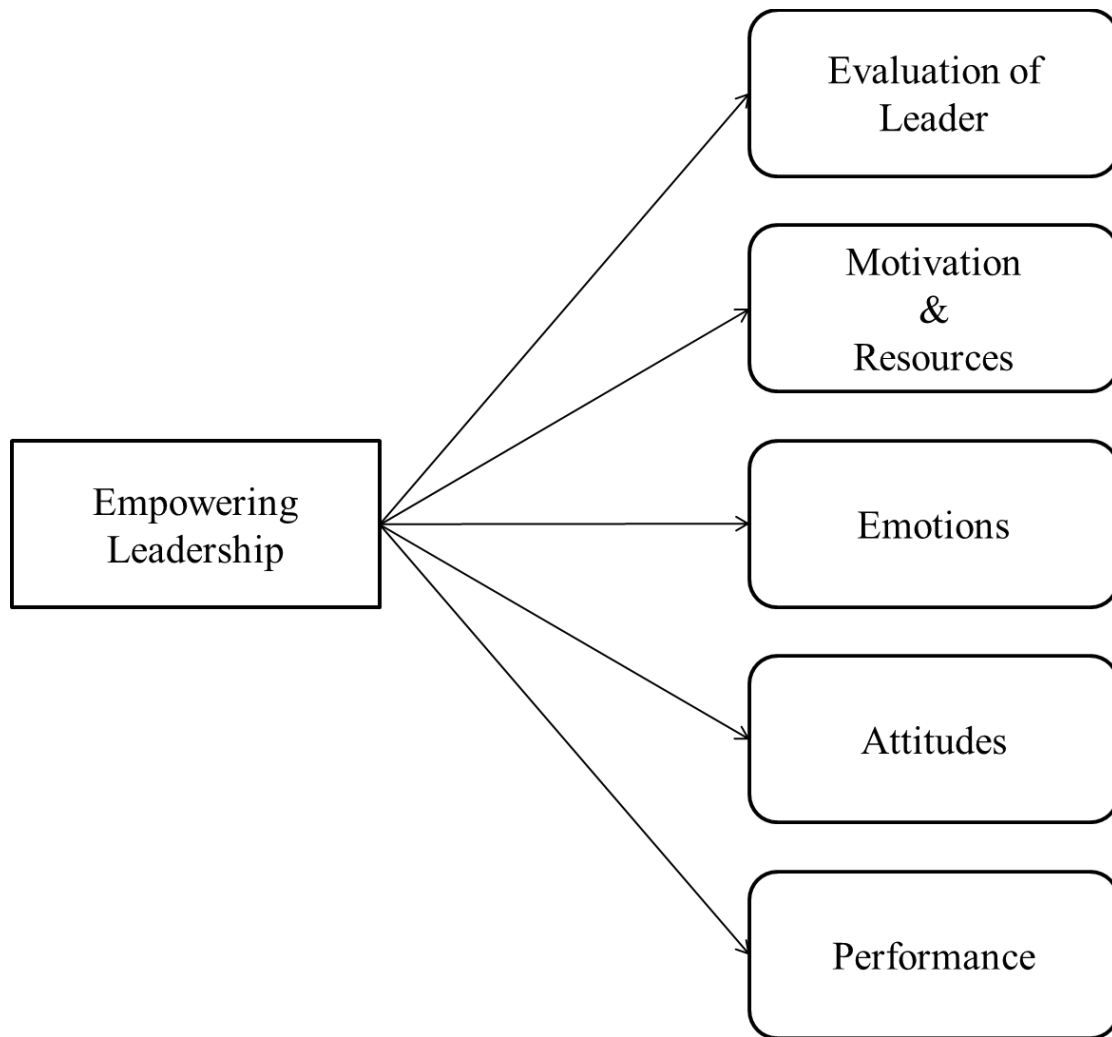 Evaluation of
Leader
Motivation
&
Resources
Empowering
Leadership
Emotions
Attitudes
Performance